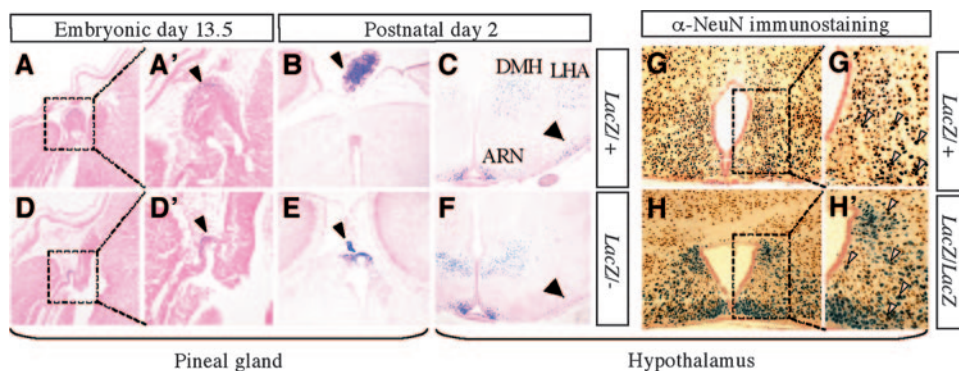 Embryonic day 13.5
Postnatal day 2
α-NeuN immunostaining
A
A'
B
C
DMH
LHA
ARN
LacZ/+
G
G'
LacZ/+
D
D'
E
F
LacZ/-
H
H'
LacZ/LacZ
Pineal gland
Hypothalamus